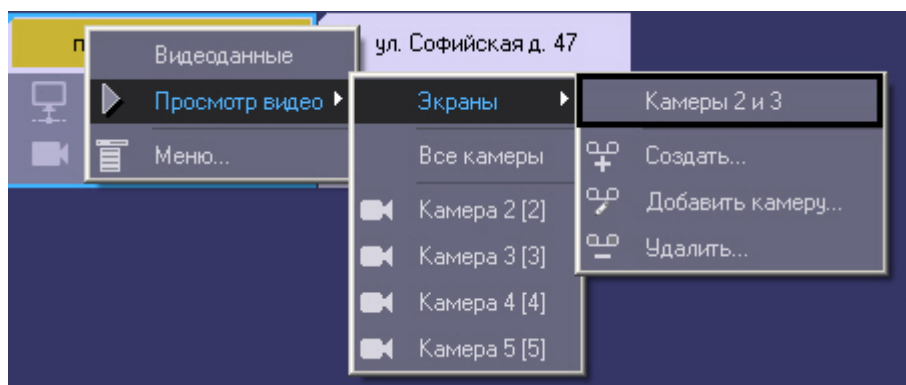 п
ул. Софийская д. 47
Видеоданные
Просмотр видео
Меню...
Экраны
Все камеры
Камера 2 [2]
Камера 3 [3]
Камера 4 [4]
Камера 5 [5]
Камеры 2 и 3
Создать...
Добавить камеру...
Удалить...